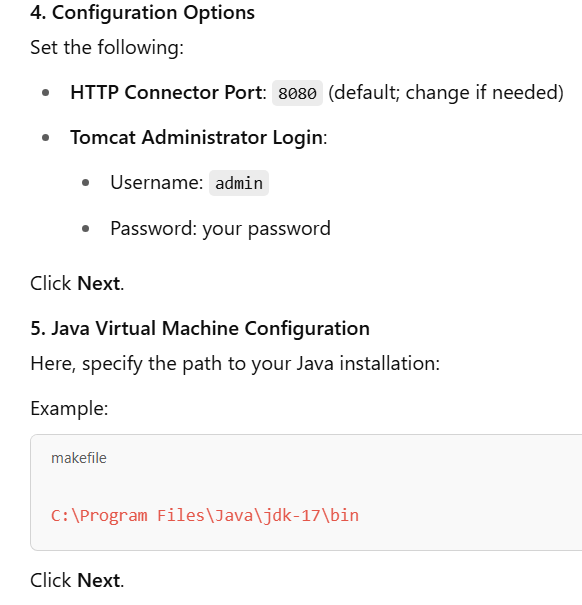 4. Configuration Options
Set the following:
HTTP Connector Port: 8080 (default; change if needed)
Tomcat Administrator Login:
Username: admin
Password: your password
Click Next.
5. Java Virtual Machine Configuration
Here, specify the path to your Java installation:
Example:
makefile
C:\Program Files\Java\jdk-17\bin
Click Next.